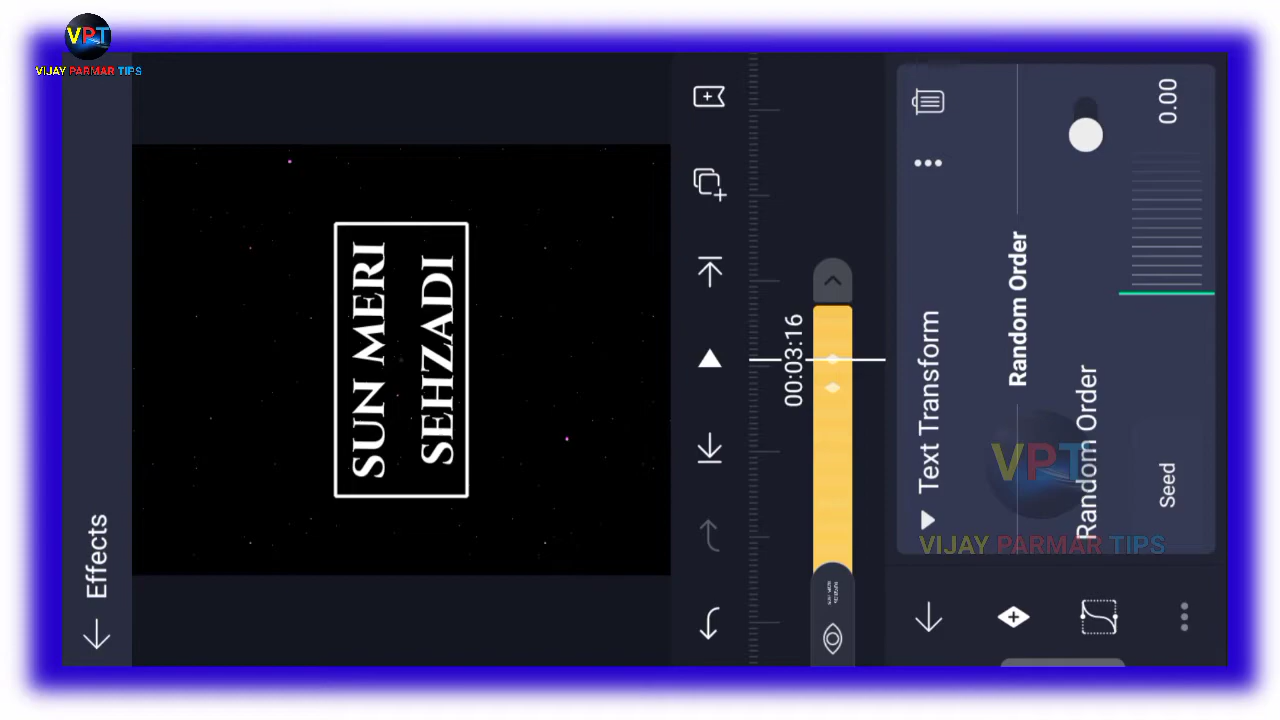 VPT
VIJAY PARMAR TIPS
Effects
SUN MERI
SEHZADI
00:03:16
Text Transform
Random Order
Random Order
Seed
0.00
VPT
VIJAY PARMAR TIPS